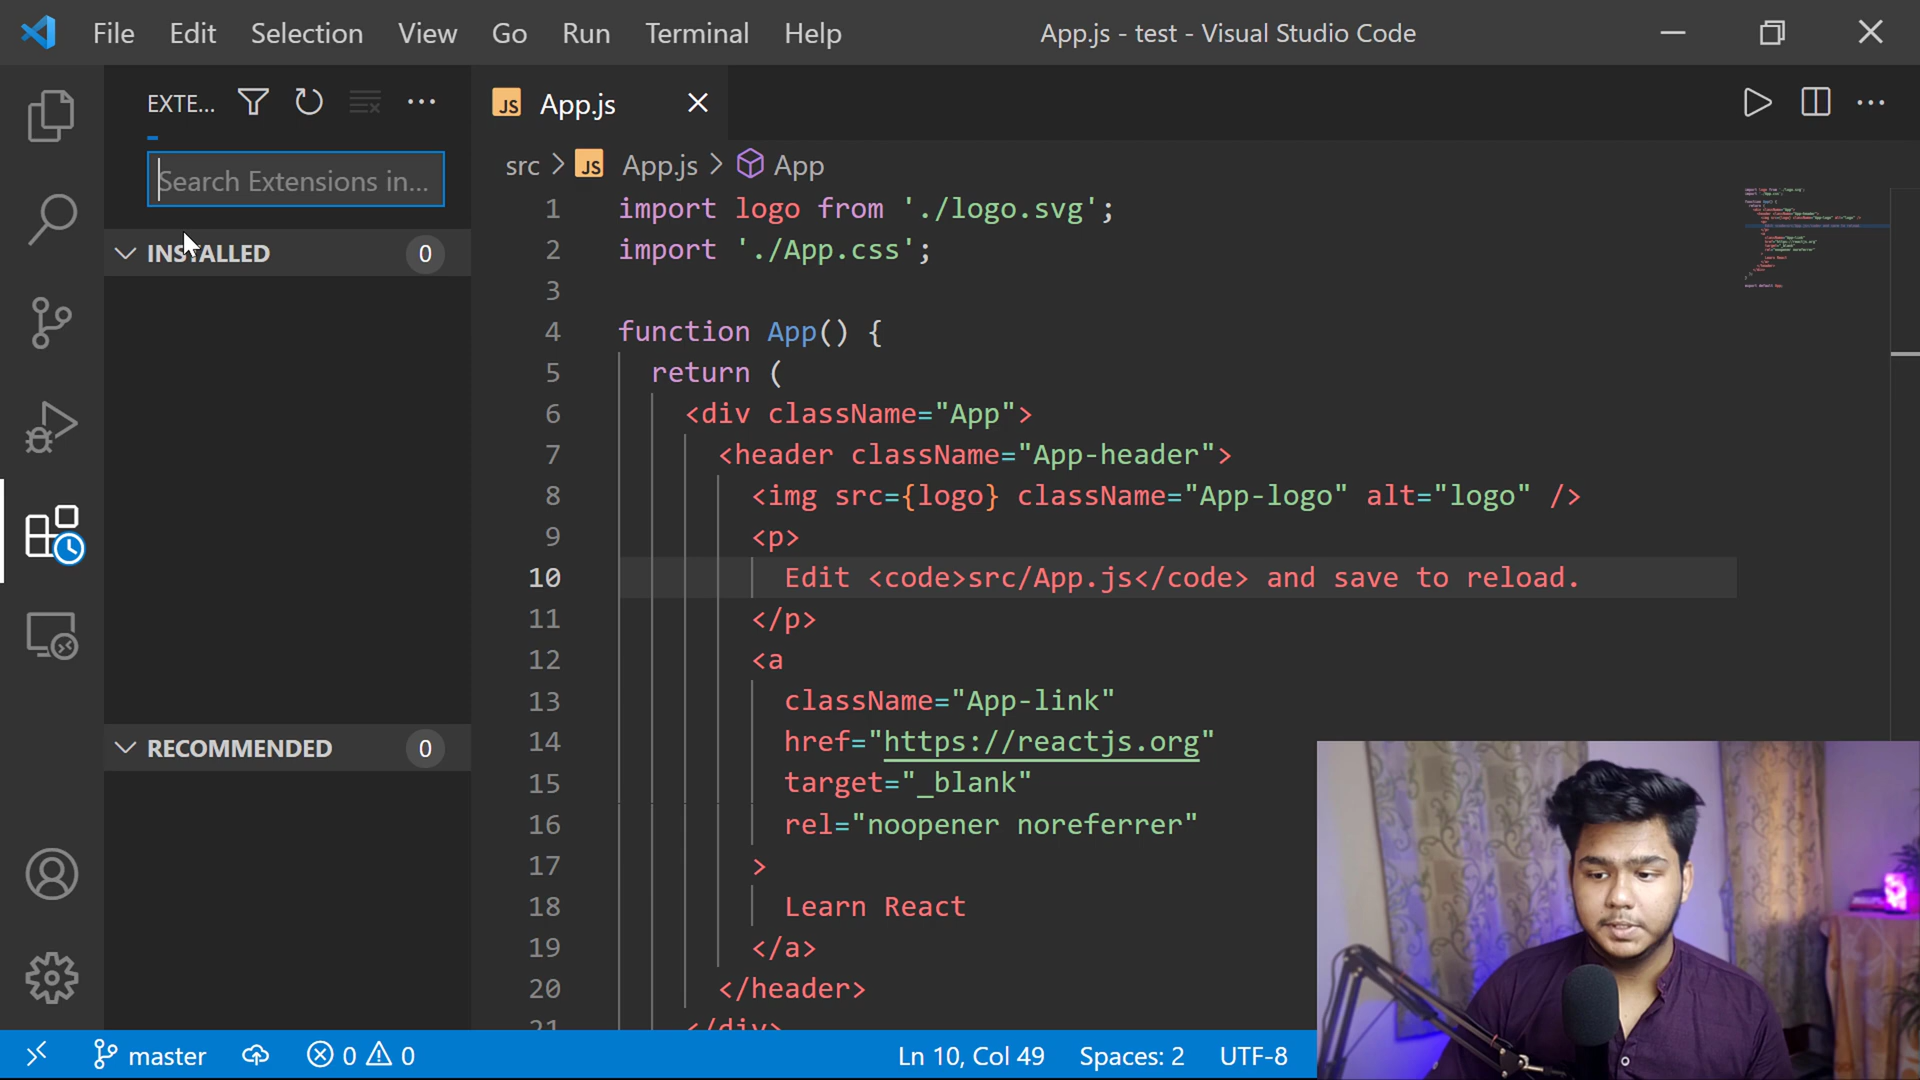 File Edit Selection View Go Run Terminal Help
App.js - test - Visual Studio Code
EXTE...
Search Extensions in...
INSTALLED 0
RECOMMENDED 0
JS App.js
src > JS App.js > App
1 import logo from './logo.svg';
2 import './App.css';
3
4 function App() {
5 return (
6 <div className="App">
7 <header className="App-header">
8 <img src={logo} className="App-logo" alt="logo" />
9 <p>
10 Edit <code>src/App.js</code> and save to reload.
11 </p>
12 <a
13 className="App-link"
14 href="https://reactjs.org"
15 target="_blank"
16 rel="noopener noreferrer"
17 >
18 Learn React
19 </a>
20 </header>
21 </div>
master 0 0 Ln 10, Col 49 Spaces: 2 UTF-8